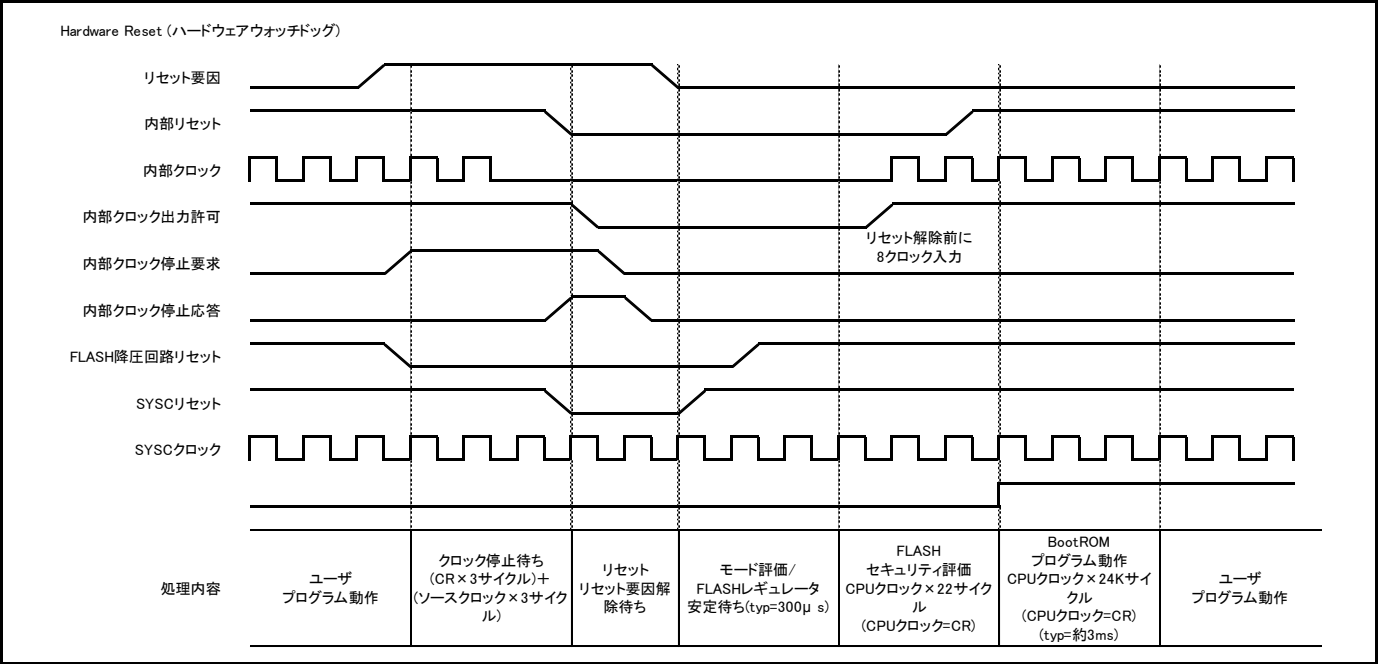 Hardware Reset (ハードウェアウォッチドッグ)
リセット要因
内部リセット
内部クロック
内部クロック出力許可
リセット解除前に
8クロック入力
内部クロック停止要求
内部クロック停止応答
FLASH降圧回路リセット
SYSCリセット
SYSCクロック
処理内容
ユーザ
プログラム動作
クロック停止待ち
(CR×3サイクル)+
(ソースクロック×3サイク
ル)
リセット
リセット要因解
除待ち
モード評価/
FLASHレギュレータ
安定待ち(typ=300μs)
FLASH
セキュリティ評価
CPUクロック×22サイク
ル
(CPUクロック=CR)
BootROM
プログラム動作
CPUクロック×24Kサイ
クル
(CPUクロック=CR)
(typ=約3ms)
ユーザ
プログラム動作